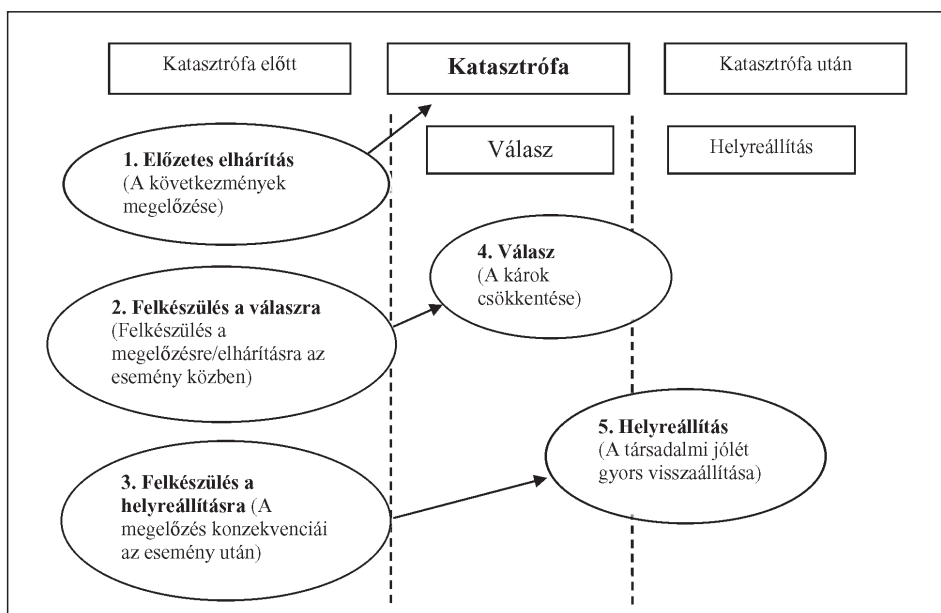 Katasztrófa előtt
Katasztrófa
Katasztrófa után
Válasz
Helyreállítás
1. Előzetes elhárítás
(A következmények
megelőzése)
4. Válasz
(A károk
csökkentése)
2. Felkészülés a válaszra
(Felkészülés a
megelőzésre/elhárításra az
esemény közben)
5. Helyreállítás
(A társadalmi jólét
gyors visszaállítása)
3. Felkészülés a
helyreállításra (A
megelőzés konzekvenciái
az esemény után)